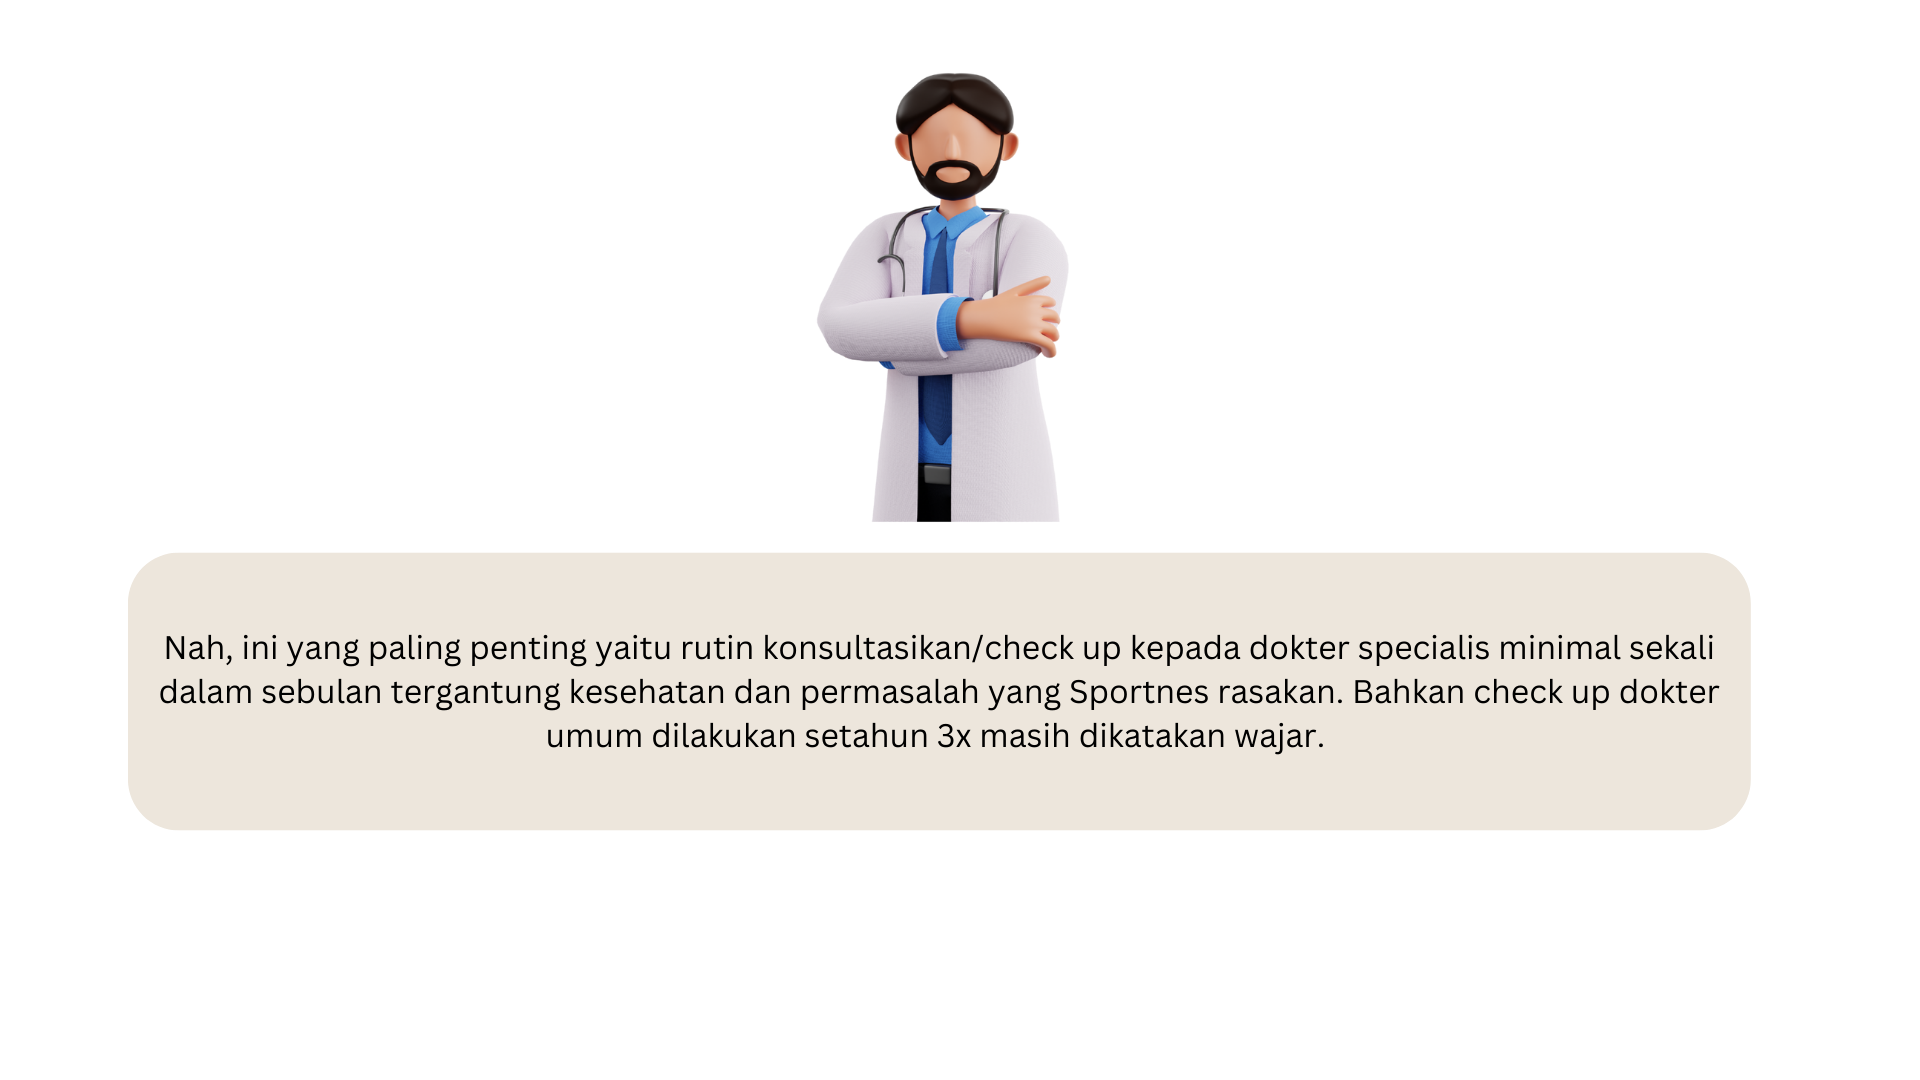 Nah, ini yang paling penting yaitu rutin konsultasikan/check up kepada dokter specialis minimal sekali
dalam sebulan tergantung kesehatan dan permasalah yang Sportnes rasakan. Bahkan check up dokter
umum dilakukan setahun 3x masih dikatakan wajar.